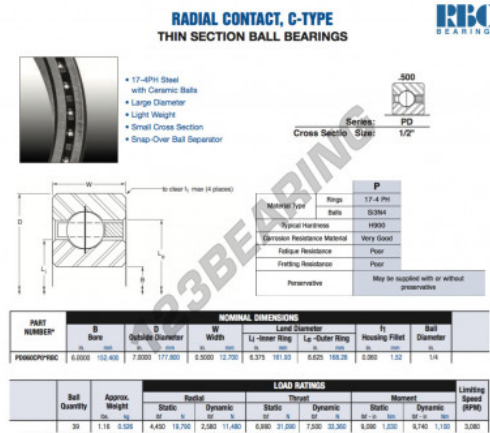 RADIAL CONTACT, C-TYPE
THIN SECTION BALL BEARINGS
RBC
BEARING
17-4PH Steel
with Ceramic Balls
Large Diameter
Light Weight
Small Cross Section
Snap-Over Ball Separator
.500
Series: PD
Cross Sectio Size: 1/2"
W
to clear f₁ max (4 places)
D
L
B
P
Material Type Rings 17-4 PH
Balls Si3N4
Typical Hardness H900
Corrosion Resistance Material Very Good
Fatique Resistance Poor
Fretting Resistance Poor
Perservative May be supplied with or without
preservative
123BEARING
NOMINAL DIMENSIONS
PART NUMBER* B Bore D Outside Diameter W Width Land Diameter f₁ Housing Fillet Ball Diameter
Lᵢ -Inner Ring Lₒ -Outer Ring
in. mm in. mm in. mm in. mm in. mm in. mm in.
PD060CP0*RBC 6.0000 152.400 7.0000 177.800 0.5000 12.700 6.375 161.93 6.625 168.28 0.060 1.52 1/4
LOAD RATINGS
Ball Quantity Approx. Weight Radial Thrust Moment Limiting Speed (RPM)
Static Dynamic Static Dynamic Static Dynamic
lbs. kg lbf N lbf N lbf N lbf N lbf - in Nm lbf - in Nm
39 1.16 0.526 4,450 19,790 2,580 11,480 6,990 31,090 7,500 33,360 9,090 1,030 9,740 1,100 3,080